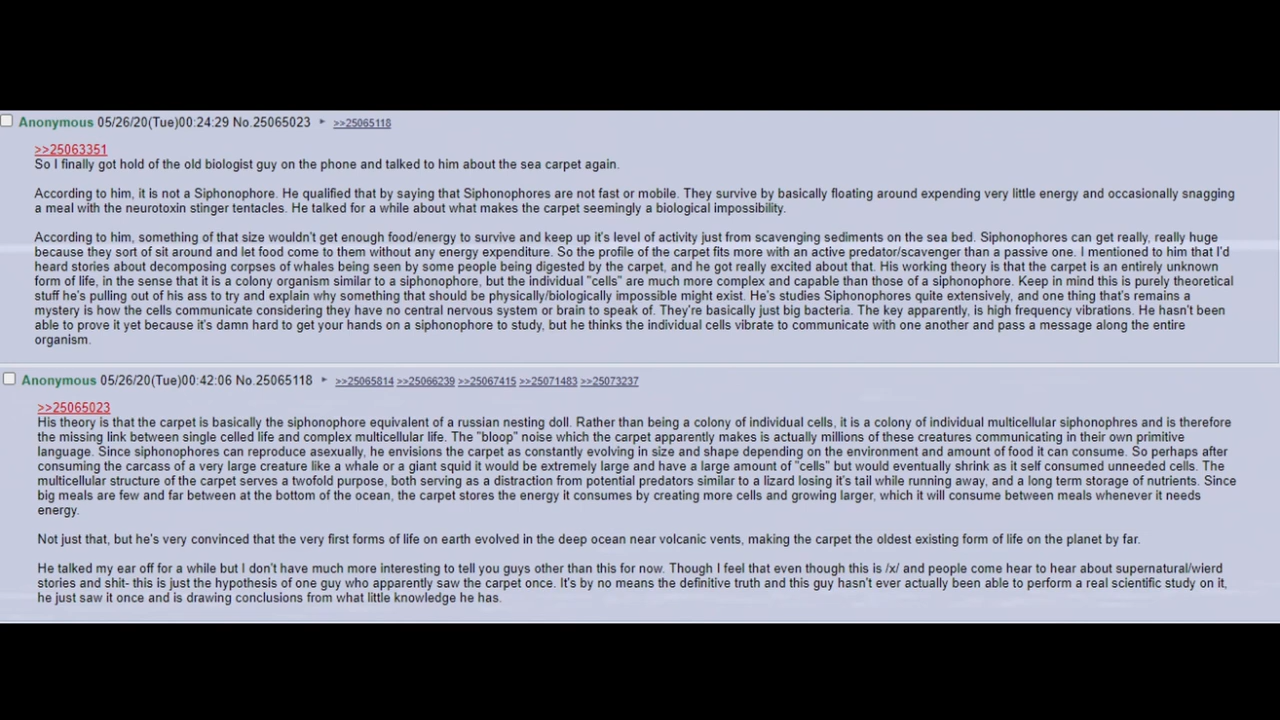 Anonymous 05/26/20(Tue)00:24:29 No.25065023 ► >>25065118
>>25063351
So I finally got hold of the old biologist guy on the phone and talked to him about the sea carpet again.
According to him, it is not a Siphonophore. He qualified that by saying that Siphonophores are not fast or mobile. They survive by basically floating around expending very little energy and occasionally snagging
a meal with the neurotoxin stinger tentacles. He talked for a while about what makes the carpet seemingly a biological impossibility.
According to him, something of that size wouldn't get enough food/energy to survive and keep up it's level of activity just from scavenging sediments on the sea bed. Siphonophores can get really, really huge
because they sort of sit around and let food come to them without any energy expenditure. So the profile of the carpet fits more with an active predator/scavenger than a passive one. I mentioned to him that I'd
heard stories about decomposing corpses of whales being seen by some people being digested by the carpet, and he got really excited about that. His working theory is that the carpet is an entirely unknown
form of life, in the sense that it is a colony organism similar to a siphonophore, but the individual "cells" are much more complex and capable than those of a siphonophore. Keep in mind this is purely theoretical
stuff he's pulling out of his ass to try and explain why something that should be physically/biologically impossible might exist. He's studies Siphonophores quite extensively, and one thing that's remains a
mystery is how the cells communicate considering they have no central nervous system or brain to speak of. They're basically just big bacteria. The key apparently, is high frequency vibrations. He hasn't been
able to prove it yet because it's damn hard to get your hands on a siphonophore to study, but he thinks the individual cells vibrate to communicate with one another and pass a message along the entire
organism.
Anonymous 05/26/20(Tue)00:42:06 No.25065118 ► >>25065814 >>25066239 >>25067415 >>25071483 >>25073237
>>25065023
His theory is that the carpet is basically the siphonophore equivalent of a russian nesting doll. Rather than being a colony of individual cells, it is a colony of individual multicellular siphonophres and is therefore
the missing link between single celled life and complex multicellular life. The "bloop" noise which the carpet apparently makes is actually millions of these creatures communicating in their own primitive
language. Since siphonophores can reproduce asexually, he envisions the carpet as constantly evolving in size and shape depending on the environment and amount of food it can consume. So perhaps after
consuming the carcass of a very large creature like a whale or a giant squid it would be extremely large and have a large amount of "cells" but would eventually shrink as it self consumed unneeded cells. The
multicellular structure of the carpet serves a twofold purpose, both serving as a distraction from potential predators similar to a lizard losing it's tail while running away, and a long term storage of nutrients. Since
big meals are few and far between at the bottom of the ocean, the carpet stores the energy it consumes by creating more cells and growing larger, which it will consume between meals whenever it needs
energy.
Not just that, but he's very convinced that the very first forms of life on earth evolved in the deep ocean near volcanic vents, making the carpet the oldest existing form of life on the planet by far.
He talked my ear off for a while but I don't have much more interesting to tell you guys other than this for now. Though I feel that even though this is /x/ and people come hear to hear about supernatural/wierd
stories and shit- this is just the hypothesis of one guy who apparently saw the carpet once. It's by no means the definitive truth and this guy hasn't ever actually been able to perform a real scientific study on it,
he just saw it once and is drawing conclusions from what little knowledge he has.